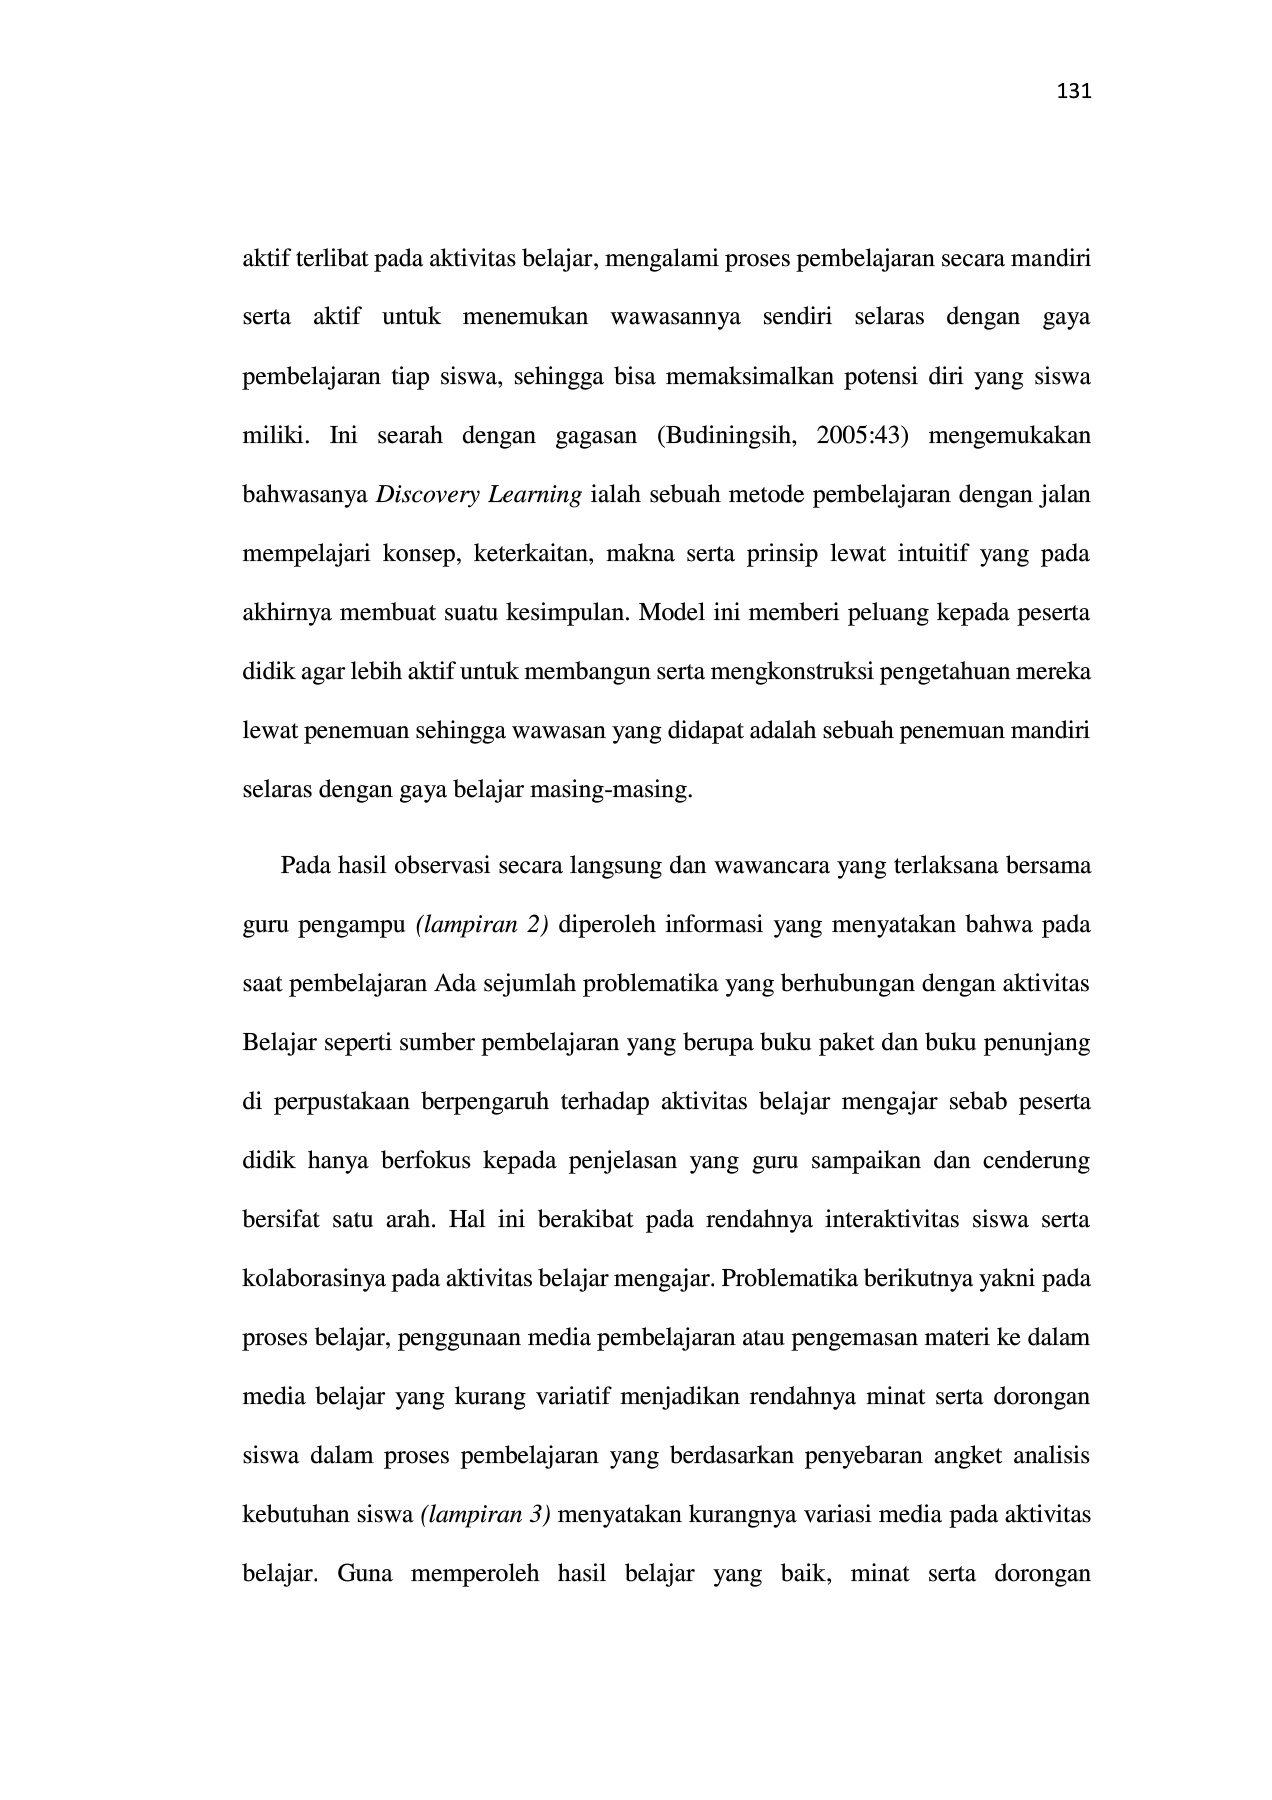 131
aktif terlibat pada aktivitas belajar, mengalami proses pembelajaran secara mandiri
serta aktif untuk menemukan wawasannya sendiri selaras dengan gaya
pembelajaran tiap siswa, sehingga bisa memaksimalkan potensi diri yang siswa
miliki. Ini searah dengan gagasan (Budiningsih, 2005:43) mengemukakan
bahwasanya Discovery Learning ialah sebuah metode pembelajaran dengan jalan
mempelajari konsep, keterkaitan, makna serta prinsip lewat intuitif yang pada
akhirnya membuat suatu kesimpulan. Model ini memberi peluang kepada peserta
didik agar lebih aktif untuk membangun serta mengkonstruksi pengetahuan mereka
lewat penemuan sehingga wawasan yang didapat adalah sebuah penemuan mandiri
selaras dengan gaya belajar masing-masing.
Pada hasil observasi secara langsung dan wawancara yang terlaksana bersama
guru pengampu (lampiran 2) diperoleh informasi yang menyatakan bahwa pada
saat pembelajaran Ada sejumlah problematika yang berhubungan dengan aktivitas
Belajar seperti sumber pembelajaran yang berupa buku paket dan buku penunjang
di perpustakaan berpengaruh terhadap aktivitas belajar mengajar sebab peserta
didik hanya berfokus kepada penjelasan yang guru sampaikan dan cenderung
bersifat satu arah. Hal ini berakibat pada rendahnya interaktivitas siswa serta
kolaborasinya pada aktivitas belajar mengajar. Problematika berikutnya yakni pada
proses belajar, penggunaan media pembelajaran atau pengemasan materi ke dalam
media belajar yang kurang variatif menjadikan rendahnya minat serta dorongan
siswa dalam proses pembelajaran yang berdasarkan penyebaran angket analisis
kebutuhan siswa (lampiran 3) menyatakan kurangnya variasi media pada aktivitas
belajar. Guna memperoleh hasil belajar yang baik, minat serta dorongan